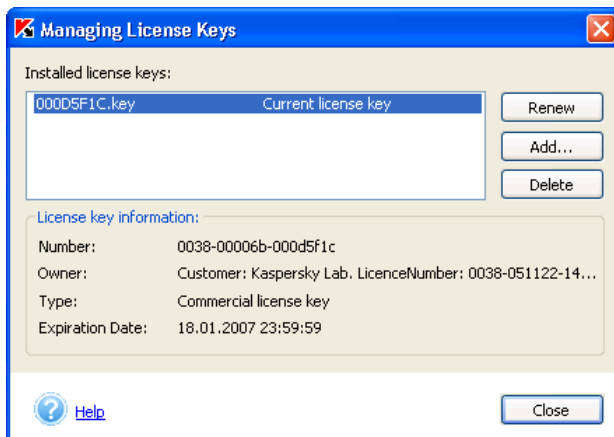 Managing License Keys
Installed license keys:
000D5F1C.key Current license key
Renew
Add...
Delete
License key information:
Number: 0038-00006b-000d5f1c
Owner: Customer: Kaspersky Lab. LicenceNumber: 0038-051122-14...
Type: Commercial license key
Expiration Date: 18.01.2007 23:59:59
Help
Close